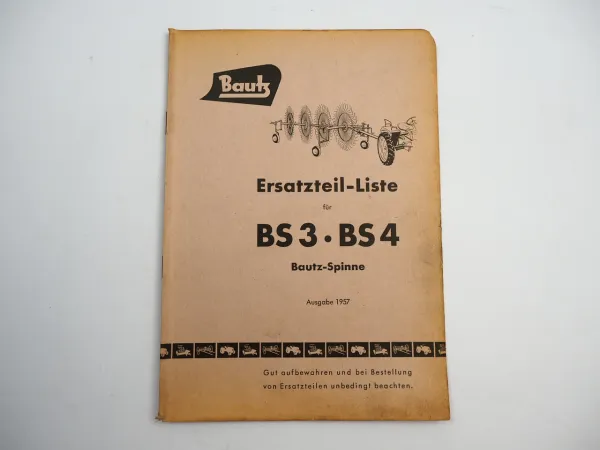 Bautz
Ersatzteil-Liste
für
BS 3 • BS 4
Bautz-Spinne
Ausgabe 1957
Gut aufbewahren und bei Bestellung
von Ersatzteilen unbedingt beachten.